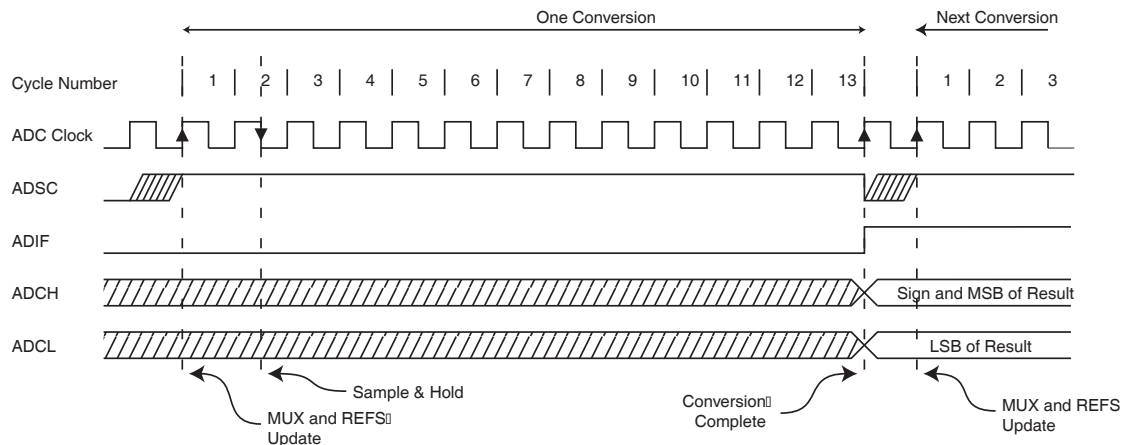 One Conversion
Next Conversion
Cycle Number
1 2 3 4 5 6 7 8 9 10 11 12 13 1 2 3
ADC Clock
ADSC
ADIF
ADCH
Sign and MSB of Result
ADCL
LSB of Result
Sample & Hold
MUX and REFS
Update
Conversion
Complete
MUX and REFS
Update